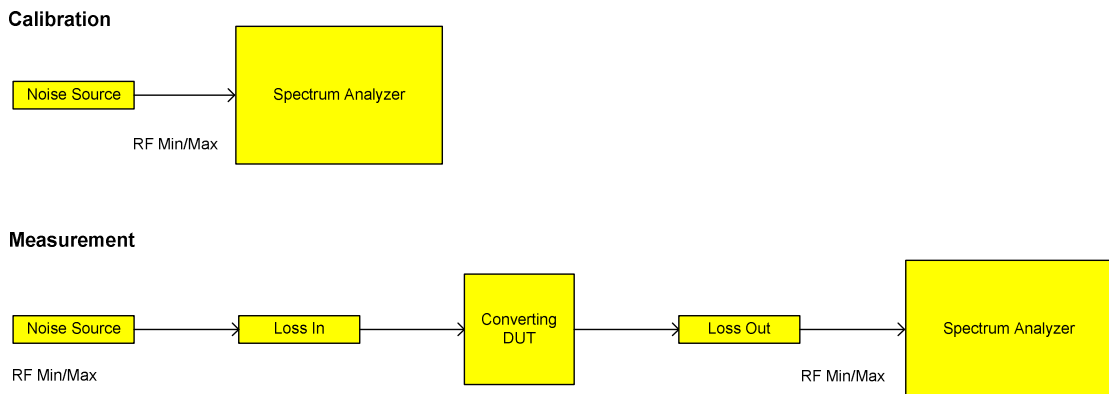 Calibration
Noise Source
Spectrum Analyzer
RF Min/Max
Measurement
Noise Source
Loss In
Converting
DUT
Loss Out
Spectrum Analyzer
RF Min/Max
RF Min/Max